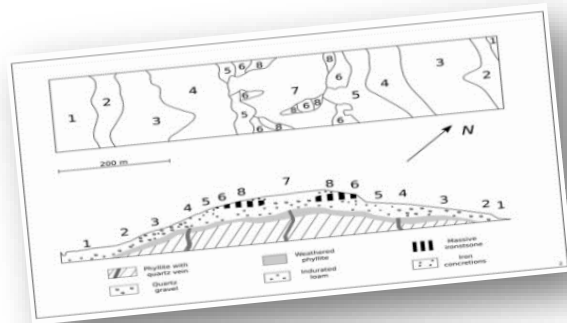 1 2 3 4 5 6 8 7 8 6 5 4 3 2 1
6 8 6 8
5 6 8 6
200 m
N
1 2 3 4 5 6 8 7 8 6 5 4 3 2 1
Phyllite with quartz vein
Weathered phyllite
Massive ironstone
Quartz gravel
Indurated loam
Iron concretions